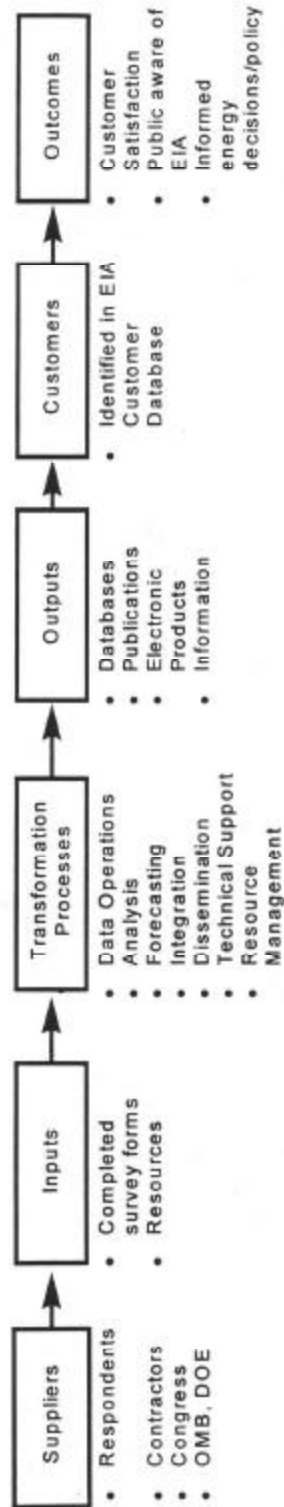 Suppliers
• Respondents
• Contractors
• Congress
• OMB, DOE
Inputs
• Completed
survey forms
• Resources
Transformation
Processes
• Data Operations
• Analysis
• Forecasting
• Integration
• Dissemination
• Technical Support
• Resource
Management
Outputs
• Databases
• Publications
• Electronic
Products
• Information
Customers
• Identified in EIA
Customer
Database
Outcomes
• Customer
Satisfaction
• Public aware of
EIA
• Informed
energy
decisions/policy